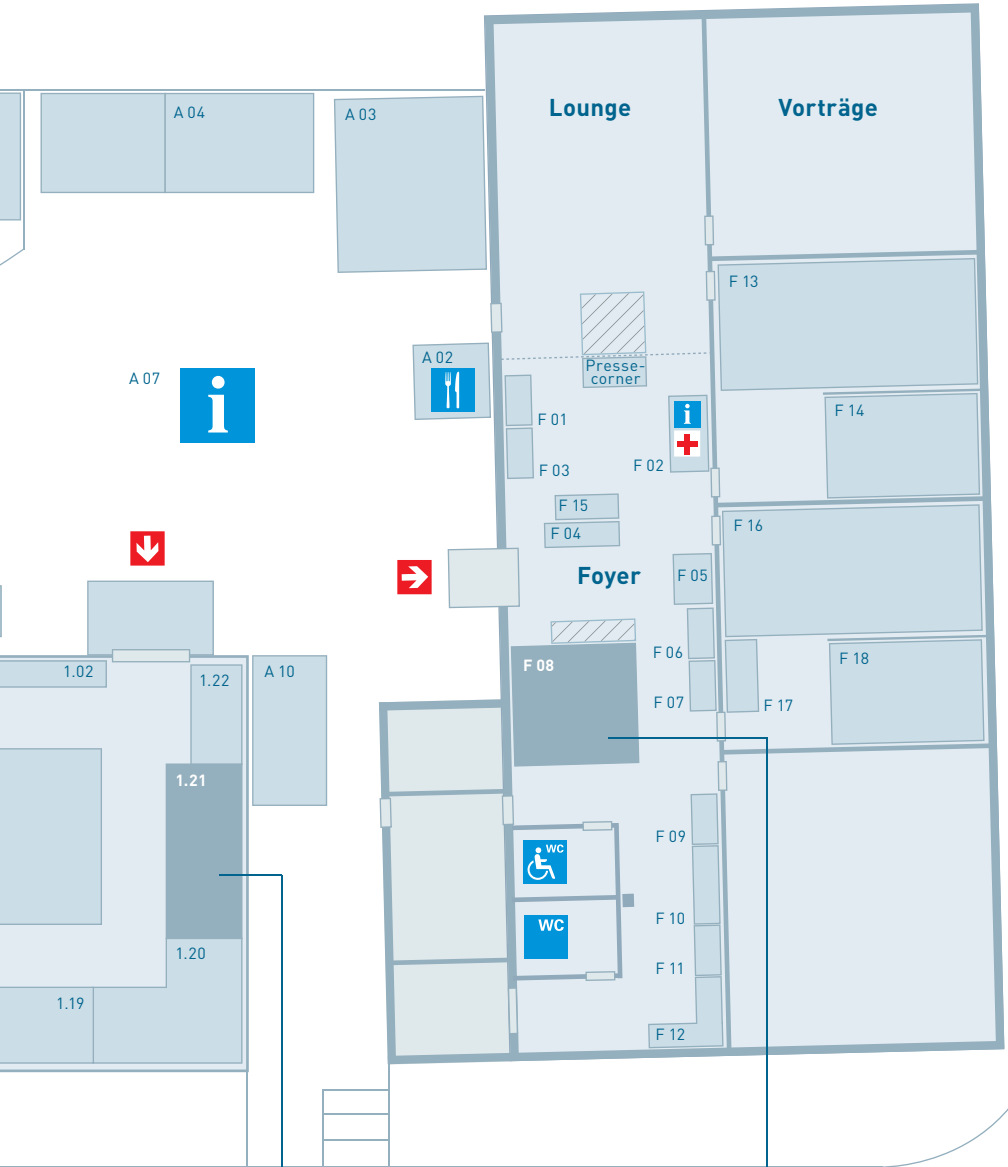 Lounge
Vorträge
A 04
A 03
F 13
A 02
Presse-
corner
A 07
F 01
F 14
F 03
F 02
F 15
F 04
F 16
Foyer
F 05
F 06
F 18
1.02
1.22
A 10
F 08
F 07
F 17
1.21
F 09
WC
F 10
WC
1.20
F 11
1.19
F 12